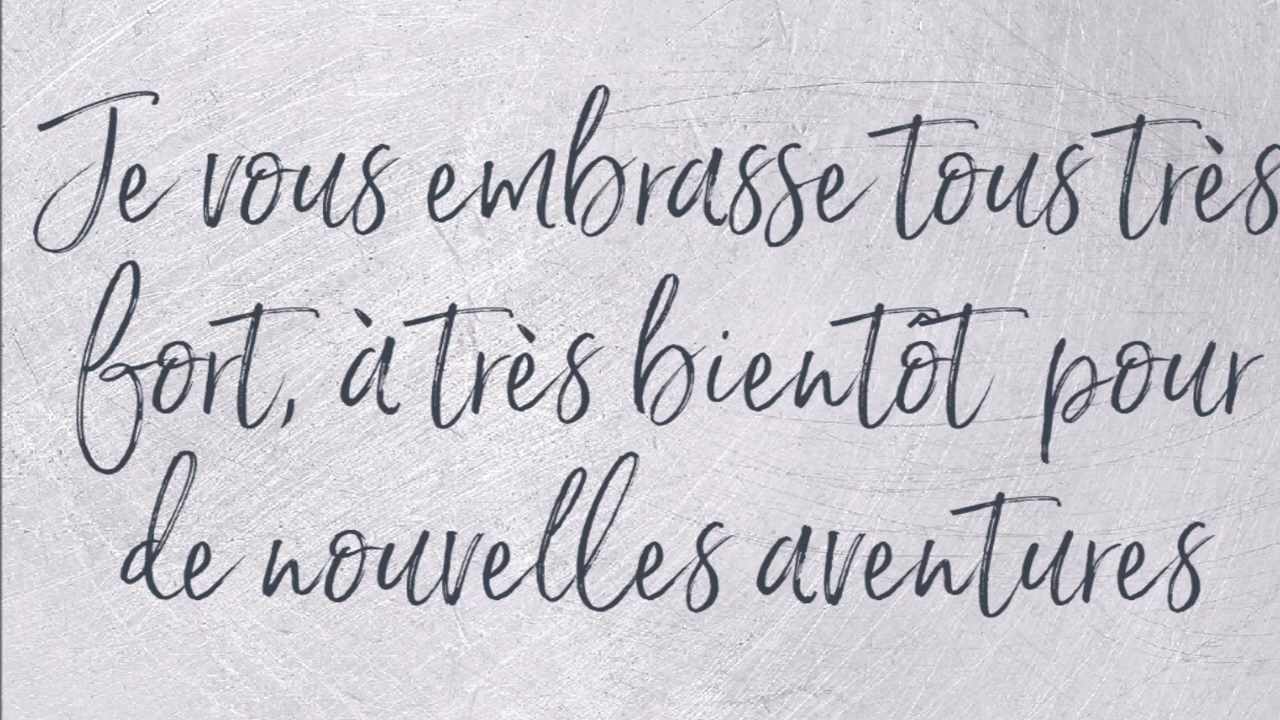 Je vous embrasse tous très
fort, à très bientôt pour
de nouvelles aventures